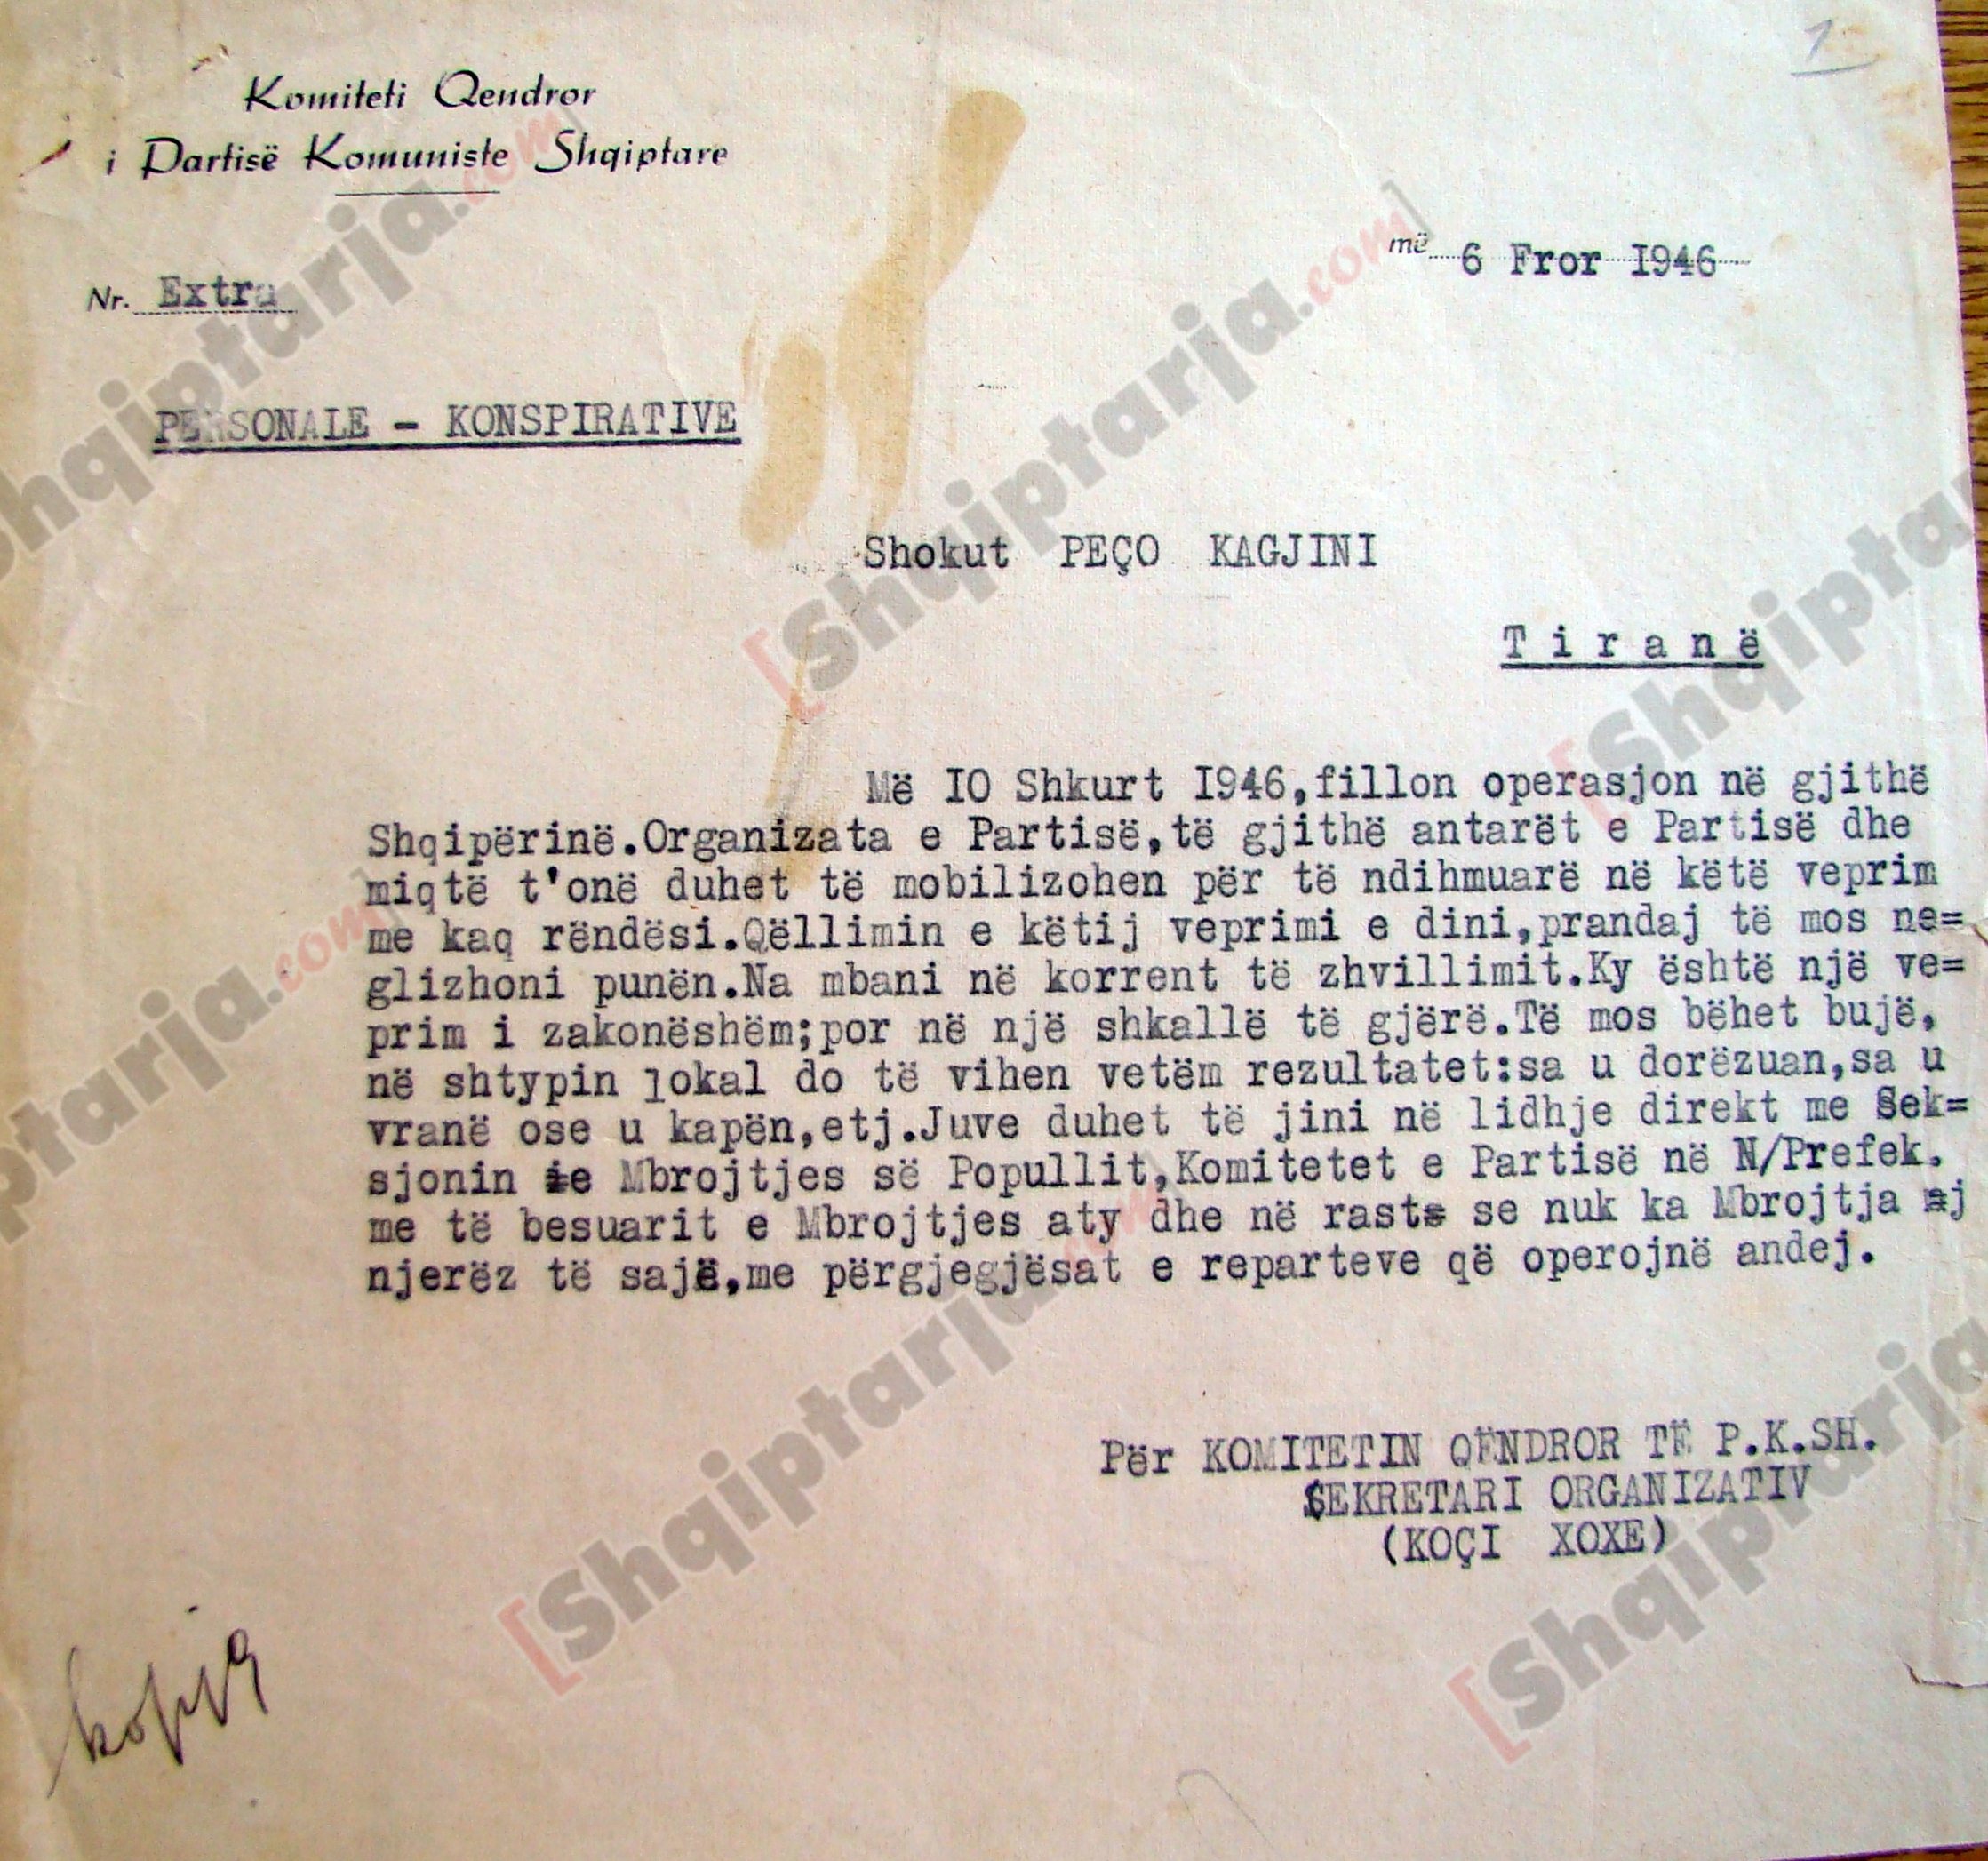 1
Komiteti Qendror
i Partisë Komuniste Shqiptare
Nr. Extra
më 6 Fror I946
PERSONALE - KONSPIRATIVE
Shokut PEÇO KAGJINI
Tiranë
Më IO Shkurt I946,fillon operasjon në gjithë
Shqipërinë.Organizata e Partisë,të gjithë antarët e Partisë dhe
miqtë t'onë duhet të mobilizohen për të ndihmuarë në këtë veprim
me kaq rëndësi.Qëllimin e këtij veprimi e dini,prandaj të mos ne=
glizhoni punën.Na mbani në korrent të zhvillimit.Ky është një ve=
prim i zakonëshëm;por në një shkallë të gjërë.Të mos bëhet bujë,
në shtypin lokal do të vihen vetëm rezultatet:sa u dorëzuan,sa u
vranë ose u kapën,etj.Juve duhet të jini në lidhje direkt me Sek=
sjonin e Mbrojtjes së Popullit,Komitetet e Partisë në N/Prefek.
me të besuarit e Mbrojtjes aty dhe në rast se nuk ka Mbrojtja
njerëz të sajë,me përgjegjësat e reparteve që operojnë andej.
Për KOMITETIN QËNDROR TË P.K.SH.
SEKRETARI ORGANIZATIV
(KOÇI XOXE)
kopja
[Shqiptarja.com]